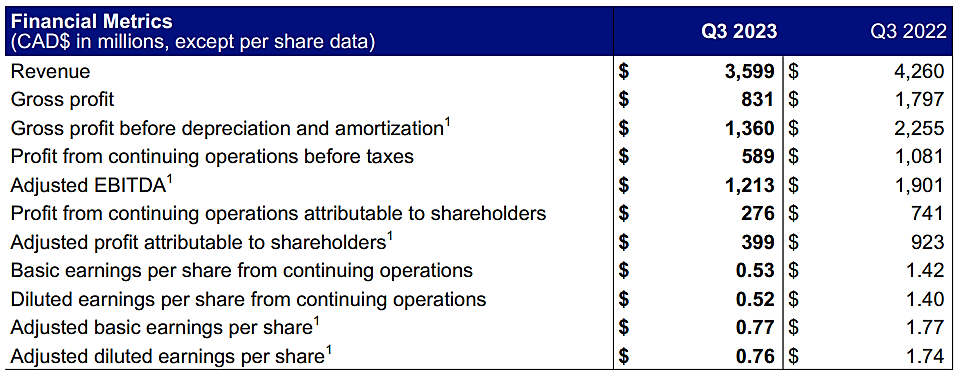 Financial Metrics
(CAD$ in millions, except per share data) Q3 2023 Q3 2022
Revenue $ 3,599 $ 4,260
Gross profit $ 831 $ 1,797
Gross profit before depreciation and amortization1 $ 1,360 $ 2,255
Profit from continuing operations before taxes $ 589 $ 1,081
Adjusted EBITDA1 $ 1,213 $ 1,901
Profit from continuing operations attributable to shareholders $ 276 $ 741
Adjusted profit attributable to shareholders1 $ 399 $ 923
Basic earnings per share from continuing operations $ 0.53 $ 1.42
Diluted earnings per share from continuing operations $ 0.52 $ 1.40
Adjusted basic earnings per share1 $ 0.77 $ 1.77
Adjusted diluted earnings per share1 $ 0.76 $ 1.74